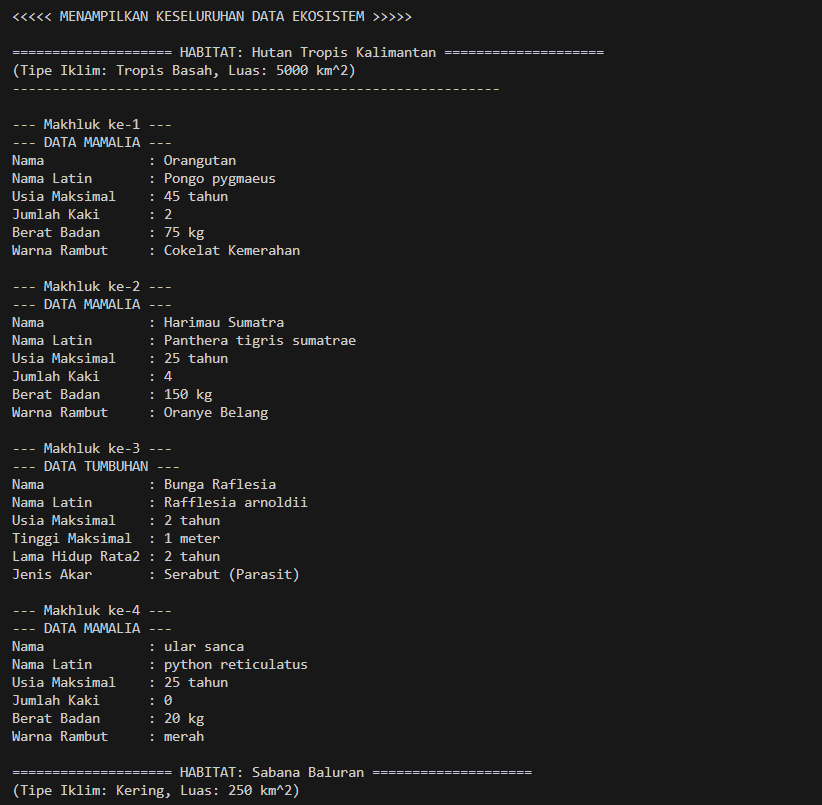 <<<<< MENAMPILKAN KESELURUHAN DATA EKOSISTEM >>>>>
==================== HABITAT: Hutan Tropis Kalimantan ====================
(Tipe Iklim: Tropis Basah, Luas: 5000 km^2)
-------------------------------------------------------------
--- Makhluk ke-1 ---
--- DATA MAMALIA ---
Nama             : Orangutan
Nama Latin       : Pongo pygmaeus
Usia Maksimal    : 45 tahun
Jumlah Kaki      : 2
Berat Badan      : 75 kg
Warna Rambut     : Cokelat Kemerahan
--- Makhluk ke-2 ---
--- DATA MAMALIA ---
Nama             : Harimau Sumatra
Nama Latin       : Panthera tigris sumatrae
Usia Maksimal    : 25 tahun
Jumlah Kaki      : 4
Berat Badan      : 150 kg
Warna Rambut     : Oranye Belang
--- Makhluk ke-3 ---
--- DATA TUMBUHAN ---
Nama             : Bunga Raflesia
Nama Latin       : Rafflesia arnoldii
Usia Maksimal    : 2 tahun
Tinggi Maksimal  : 1 meter
Lama Hidup Rata2 : 2 tahun
Jenis Akar       : Serabut (Parasit)
--- Makhluk ke-4 ---
--- DATA MAMALIA ---
Nama             : ular sanca
Nama Latin       : python reticulatus
Usia Maksimal    : 25 tahun
Jumlah Kaki      : 0
Berat Badan      : 20 kg
Warna Rambut     : merah
==================== HABITAT: Sabana Baluran ====================
(Tipe Iklim: Kering, Luas: 250 km^2)